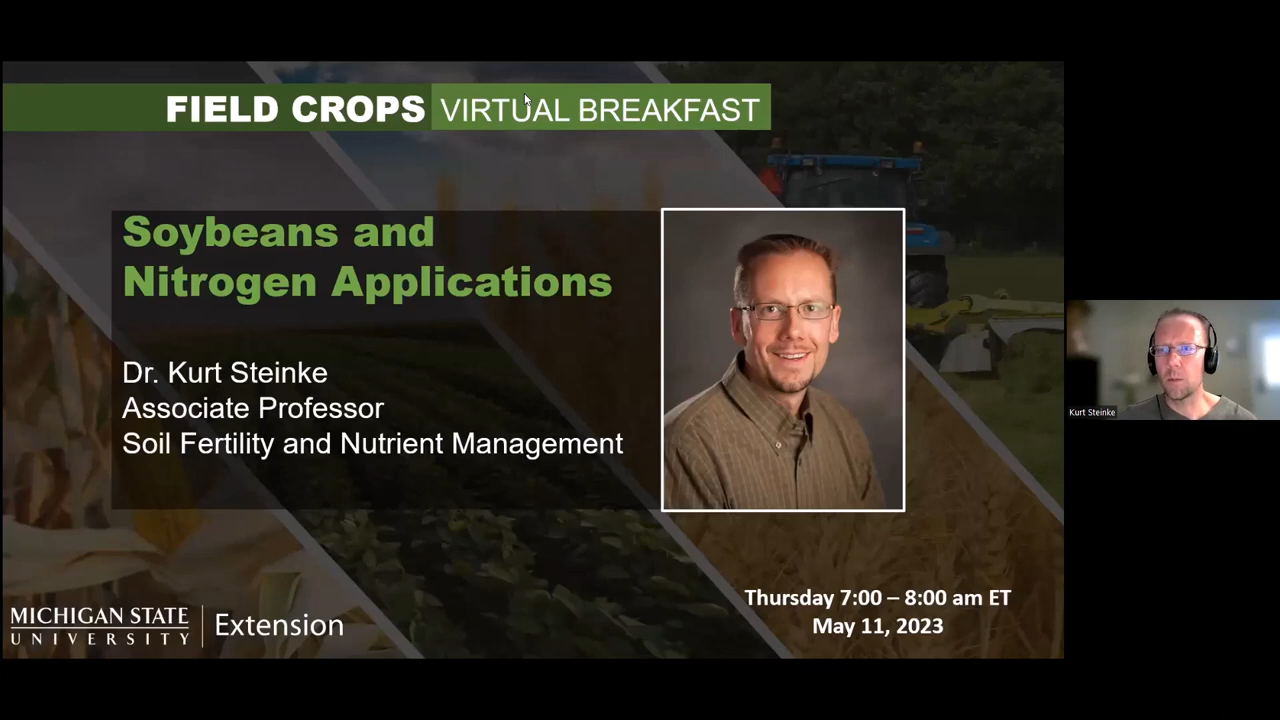 FIELD CROPS VIRTUAL BREAKFAST
Soybeans and
Nitrogen Applications
Dr. Kurt Steinke
Associate Professor
Soil Fertility and Nutrient Management
Kurt Steinke
Thursday 7:00 – 8:00 am ET
May 11, 2023
MICHIGAN STATE
UNIVERSITY
Extension